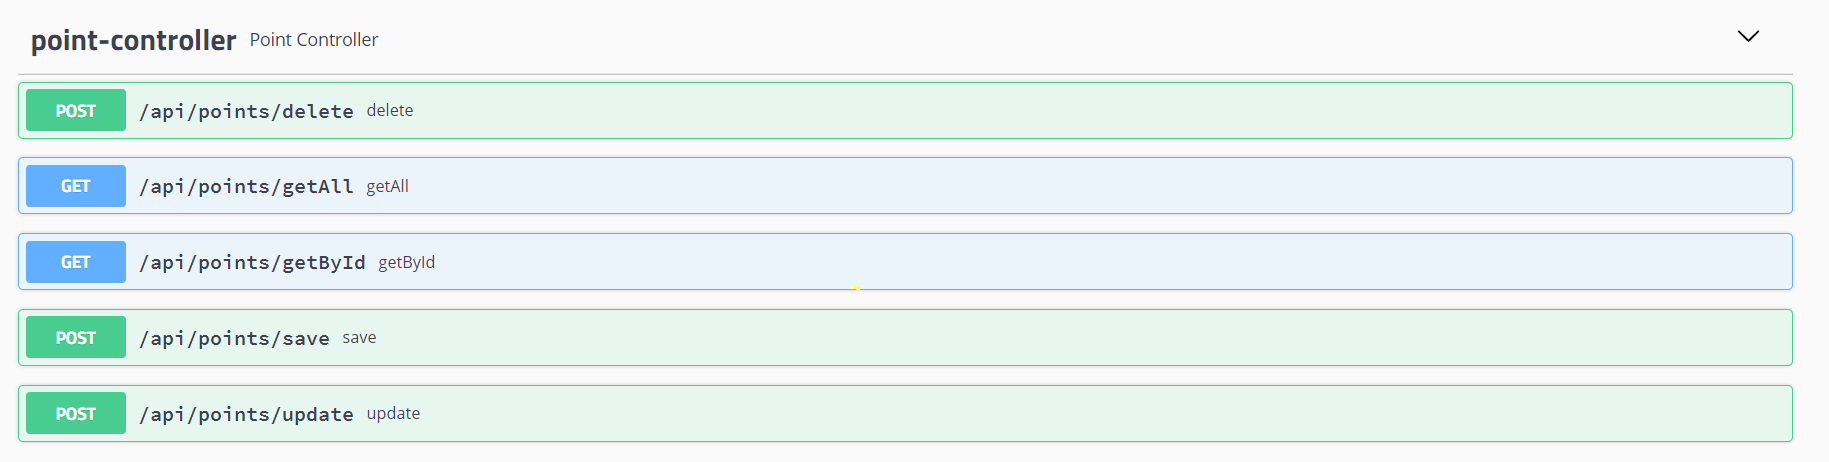 point-controller Point Controller
POST /api/points/delete delete
GET /api/points/getAll getAll
GET /api/points/getById getById
POST /api/points/save save
POST /api/points/update update